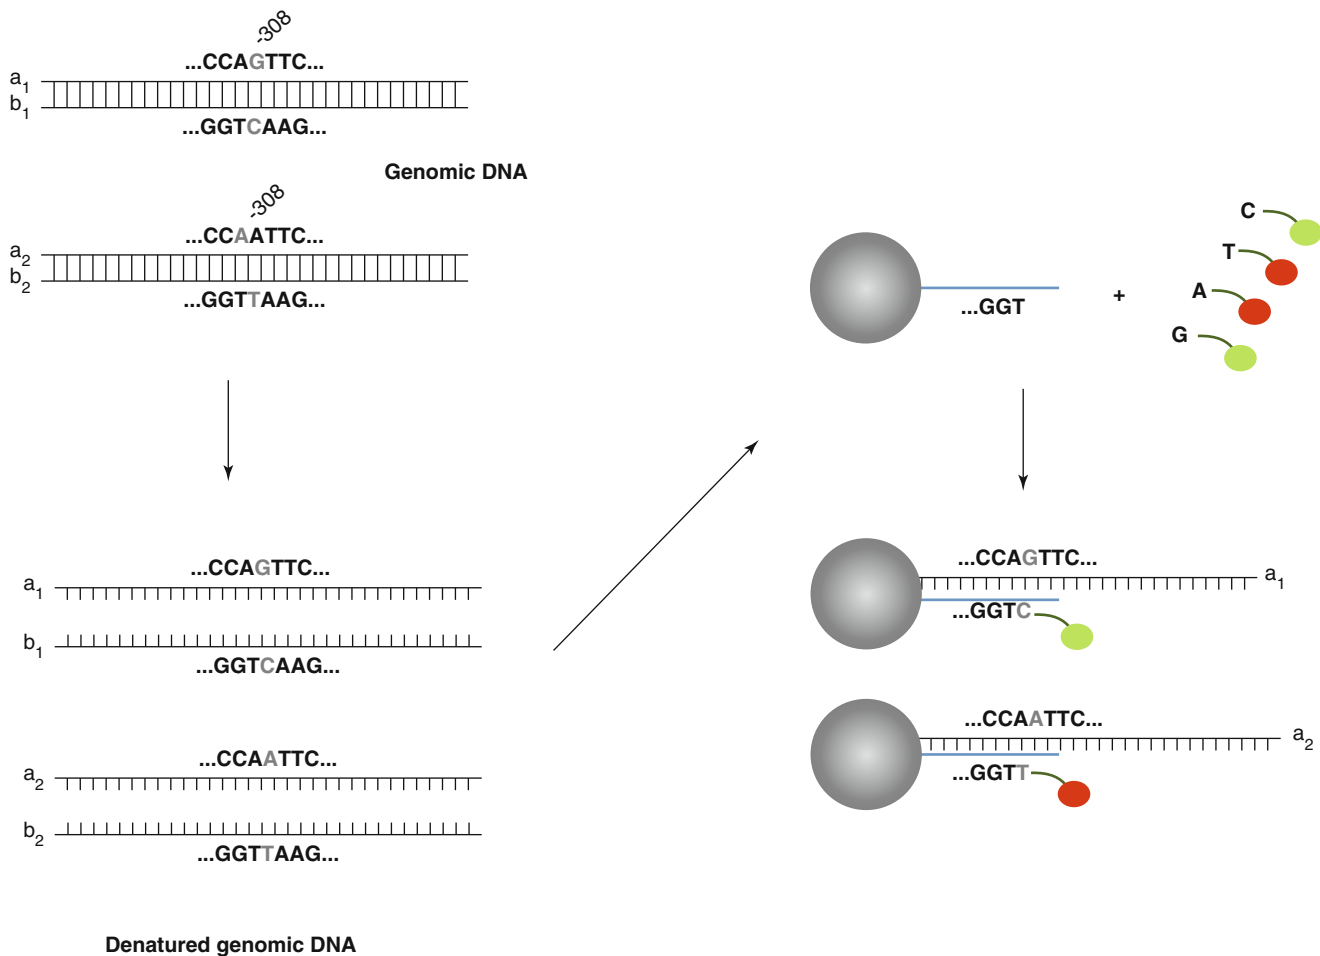 -308
...CCAGTTC...
a1
b1
...GGTCAAG...
Genomic DNA
-308
...CCAATTC...
a2
b2
...GGTTAAG...
...CCAGTTC...
a1
b1
...GGTCAAG...
...CCAATTC...
a2
b2
...GGTTAAG...
Denatured genomic DNA
...GGT
+
C
T
A
G
...CCAGTTC...
a1
...GGTC
...CCAATTC...
a2
...GGTT